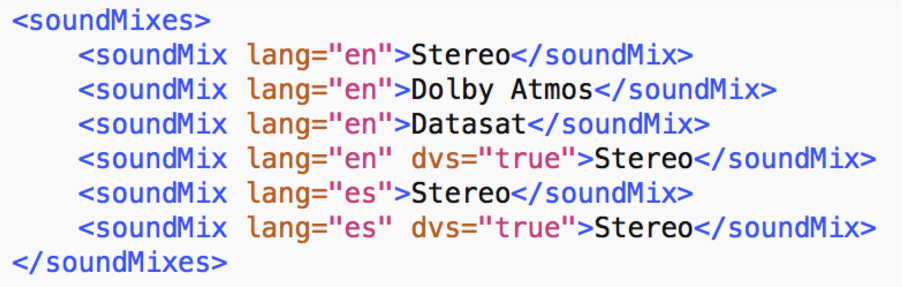 <soundMixes>
    <soundMix lang="en">Stereo</soundMix>
    <soundMix lang="en">Dolby Atmos</soundMix>
    <soundMix lang="en">Datasat</soundMix>
    <soundMix lang="en" dvs="true">Stereo</soundMix>
    <soundMix lang="es">Stereo</soundMix>
    <soundMix lang="es" dvs="true">Stereo</soundMix>
</soundMixes>